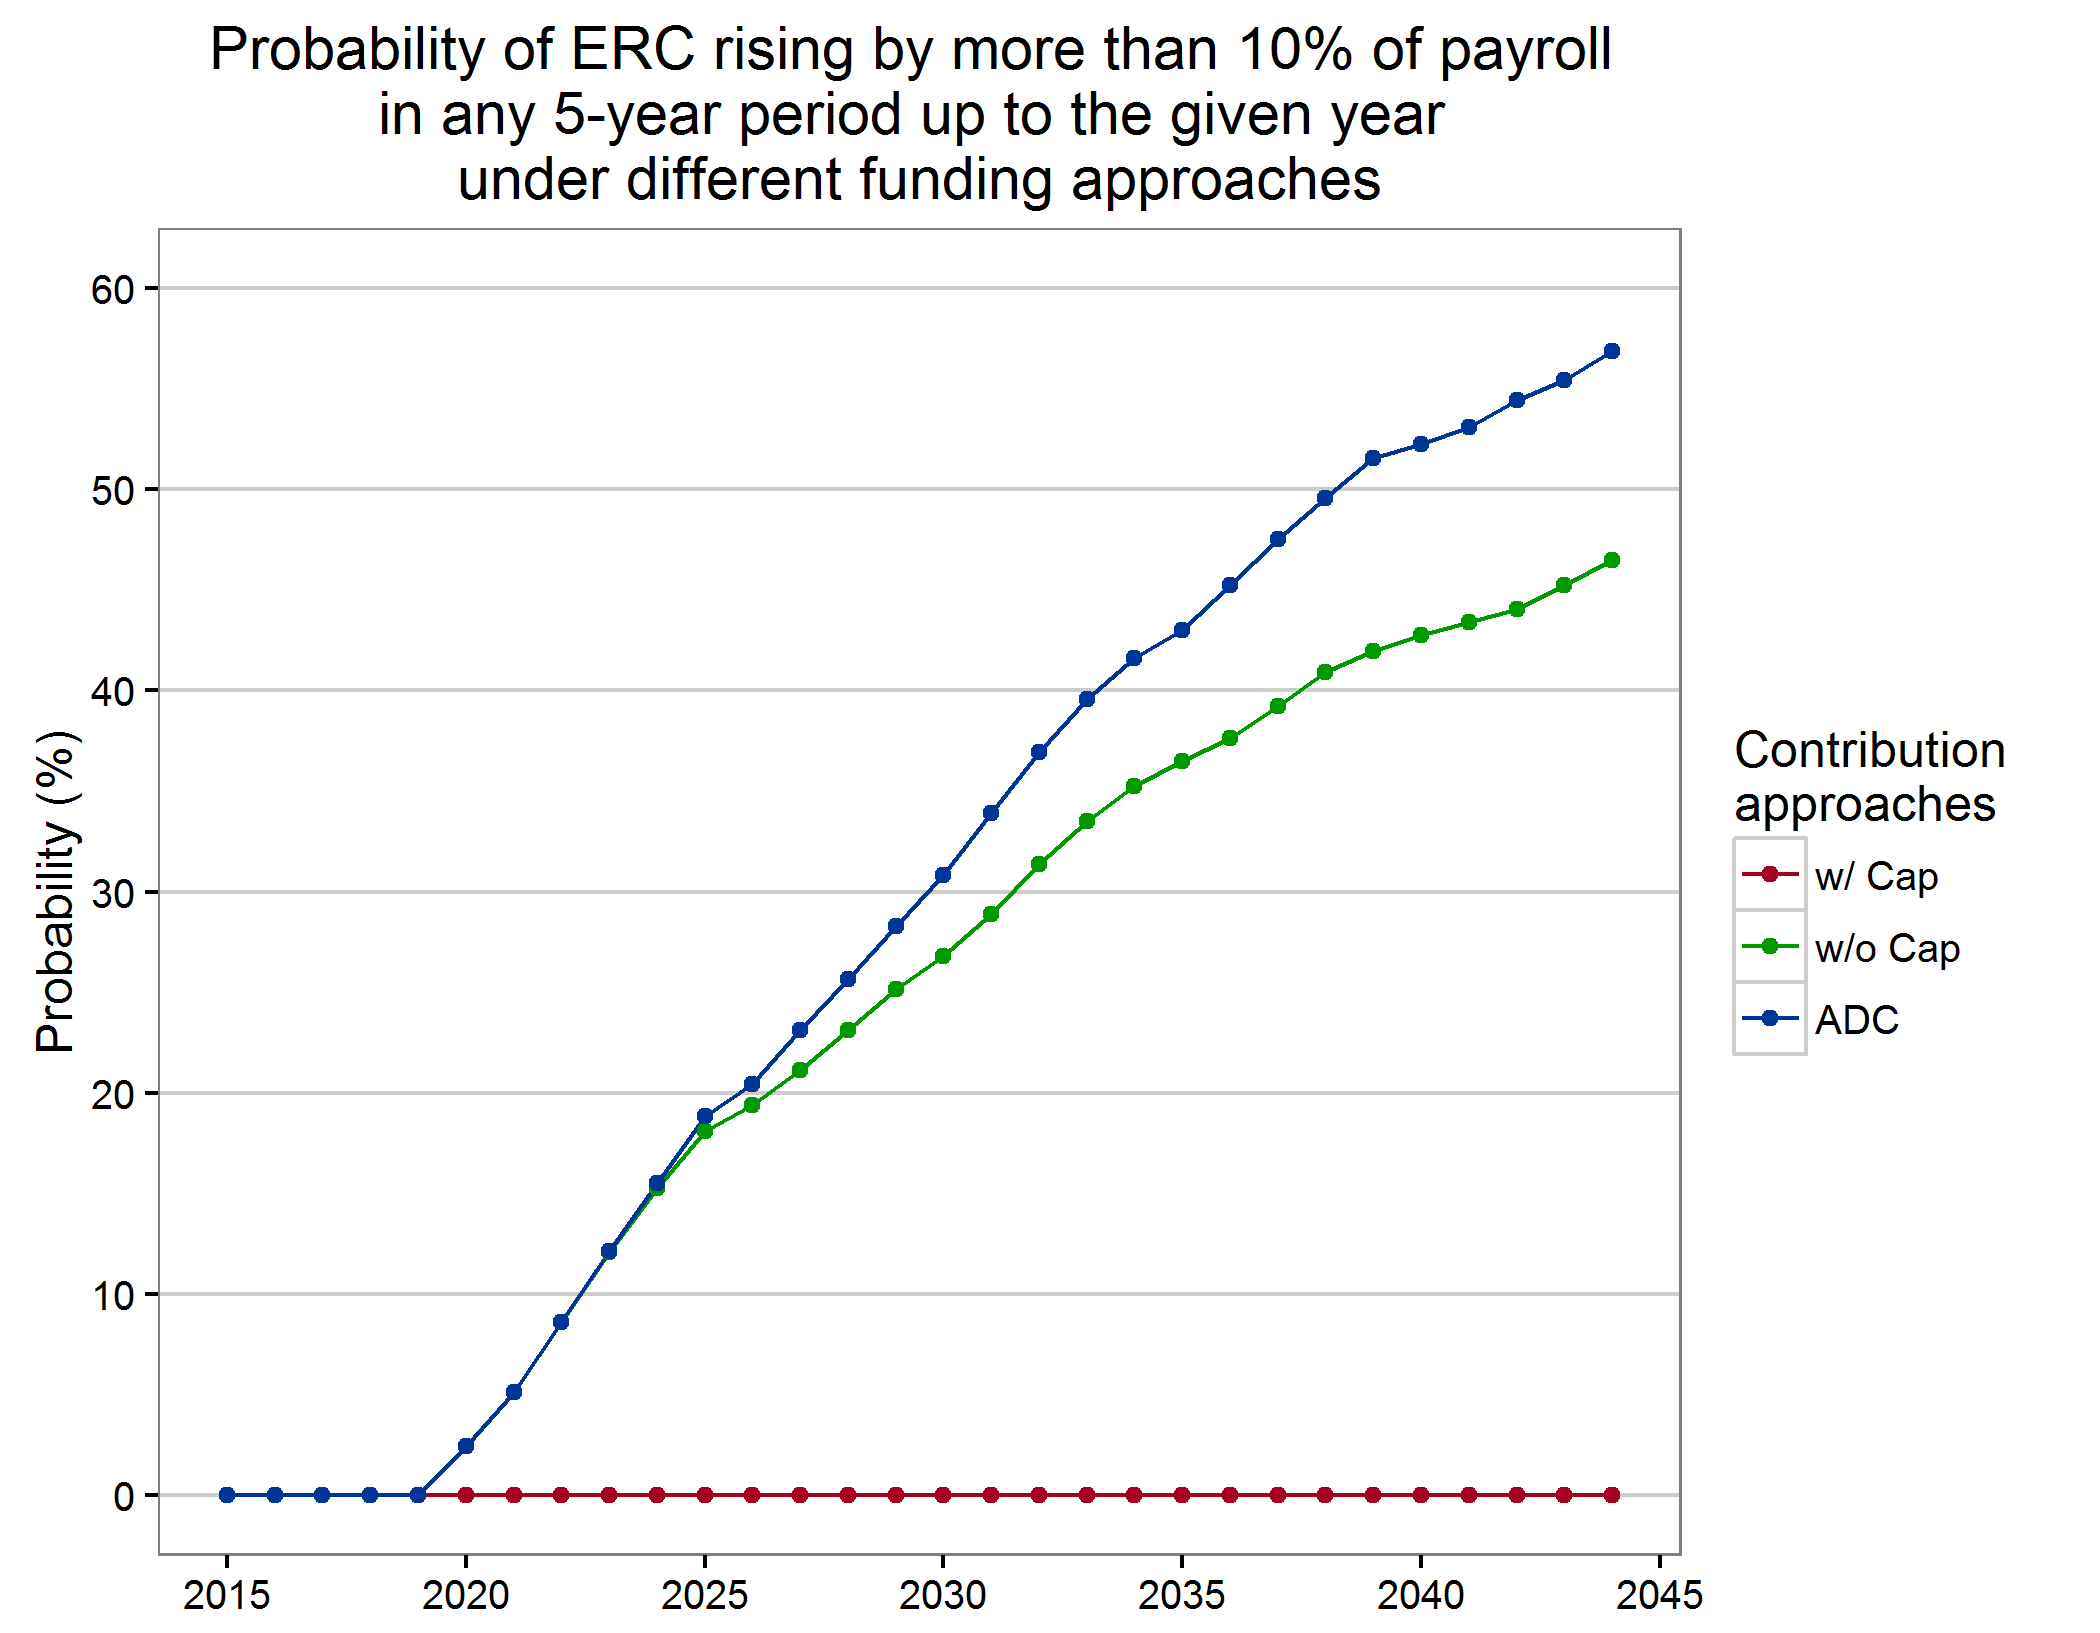 Probability of ERC rising by more than 10% of payroll
in any 5-year period up to the given year
under different funding approaches
60
50
40
30
20
10
0
Probability (%)
2015
2020
2025
2030
2035
2040
2045
Contribution
approaches
w/ Cap
w/o Cap
ADC